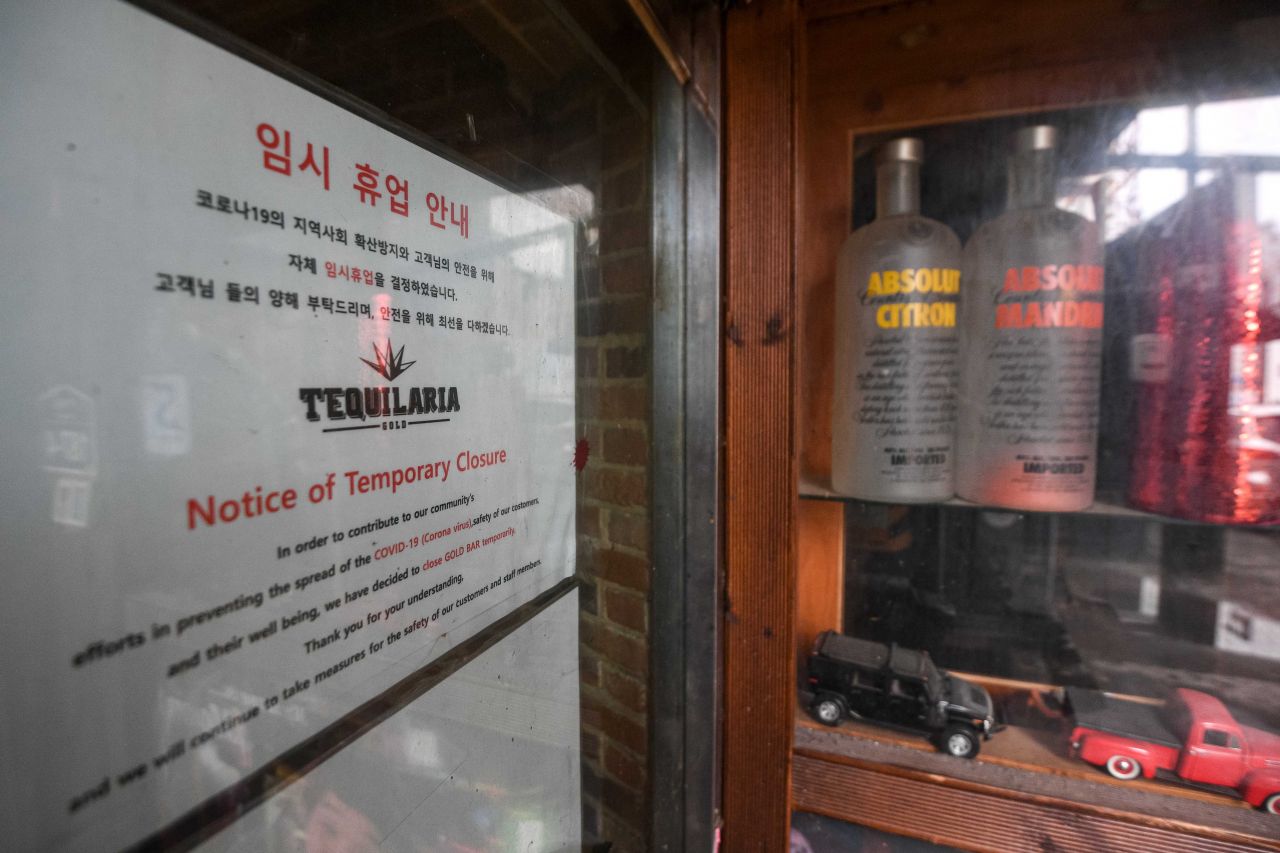 임시 휴업 안내
코로나19의 지역사회 확산방지와 고객님의 안전을 위해
자체 임시휴업을 결정하였습니다.
고객님 들의 양해 부탁드리며, 안전을 위해 최선을 다하겠습니다.
TEQUILARIA
GOLD
Notice of Temporary Closure
In order to contribute to our community's
efforts in preventing the spread of the COVID-19 (Corona virus),safety of our customers,
and their well being, we have decided to close GOLD BAR temporarily.
Thank you for your understanding,
and we will continue to take measures for the safety of our customers and staff members.
ABSOLUT
CITRON
IMPORTED
ABSOLUT
MANDRIN
IMPORTED